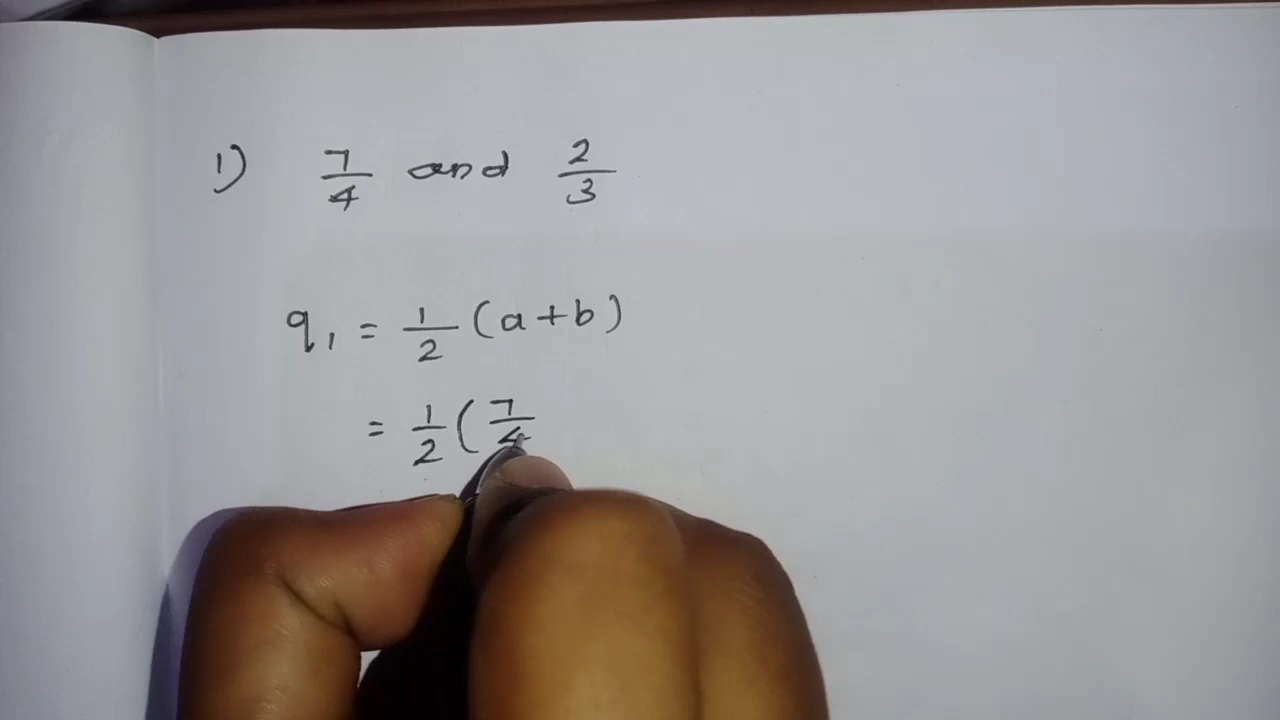 1) 7/4 and 2/3
q₁ = 1/2 (a+b)
= 1/2 ( 7/4